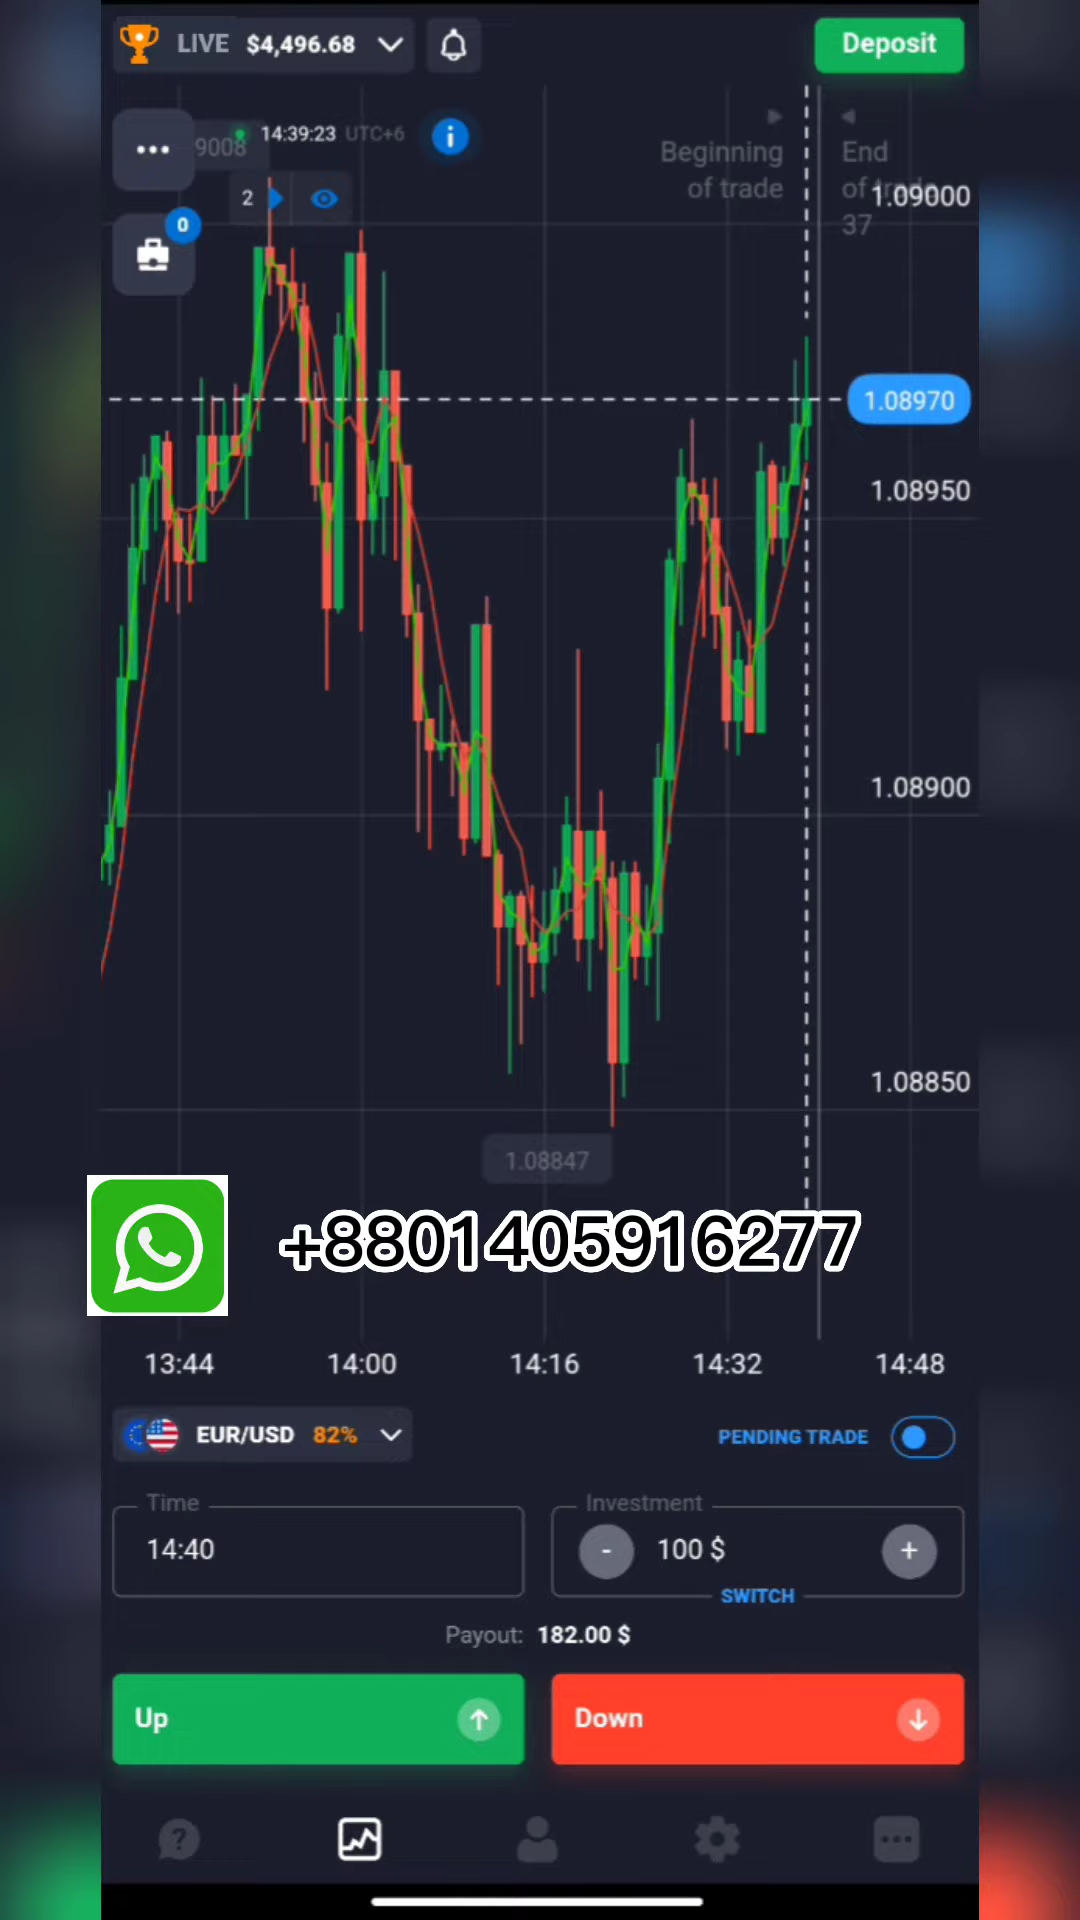 LIVE $4,496.68
Deposit
9008
14:39:23 UTC+6
i
Beginning
of trade
End
of trade
37
1.09000
2
0
1.08970
1.08950
1.08900
1.08850
1.08847
+8801405916277
13:44 14:00 14:16 14:32 14:48
EUR/USD 82%
PENDING TRADE
Time
14:40
Investment
- 100 $ +
SWITCH
Payout: 182.00 $
Up
Down
?